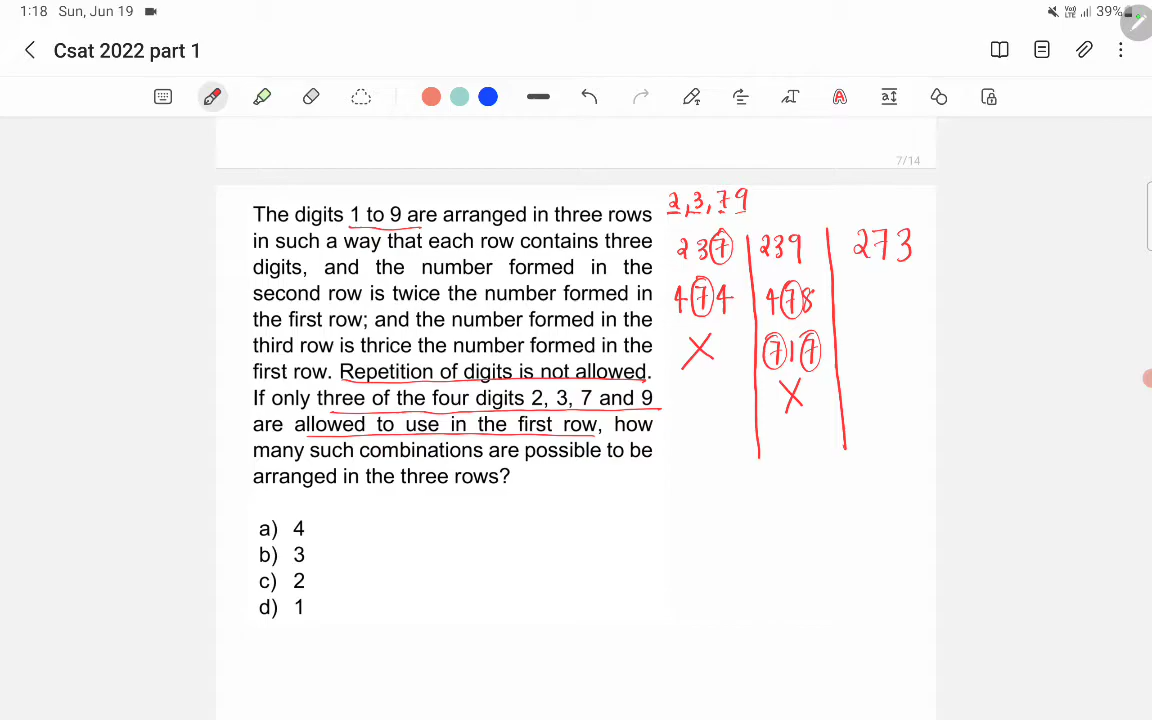 1:18 Sun, Jun 19 39%
Csat 2022 part 1
7/14
The digits 1 to 9 are arranged in three rows
in such a way that each row contains three
digits, and the number formed in the
second row is twice the number formed in
the first row; and the number formed in the
third row is thrice the number formed in the
first row. Repetition of digits is not allowed.
If only three of the four digits 2, 3, 7 and 9
are allowed to use in the first row, how
many such combinations are possible to be
arranged in the three rows?
a) 4
b) 3
c) 2
d) 1
2,3,79
237 239 273
474 478
X 717
X